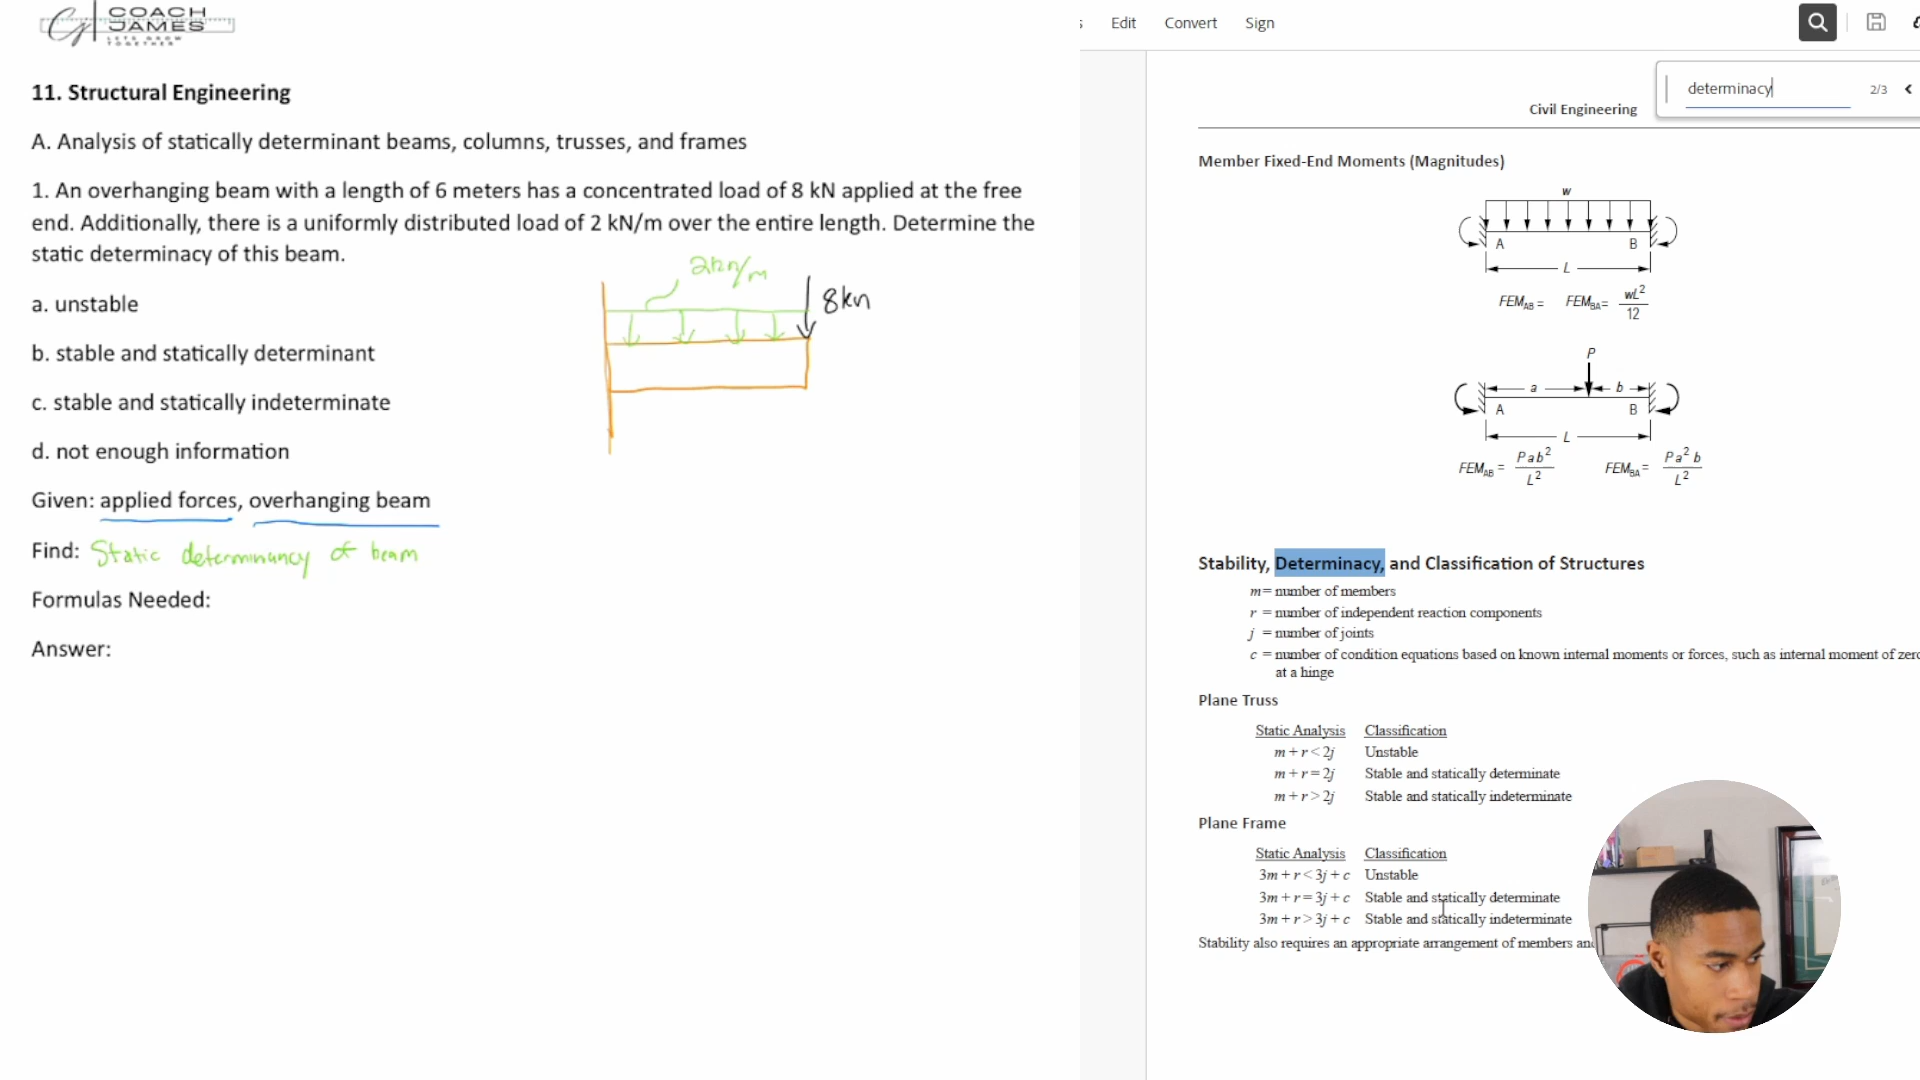 COACH
JAMES
LETS GROW
TOGETHER
11. Structural Engineering
A. Analysis of statically determinant beams, columns, trusses, and frames
1. An overhanging beam with a length of 6 meters has a concentrated load of 8 kN applied at the free
end. Additionally, there is a uniformly distributed load of 2 kN/m over the entire length. Determine the
static determinacy of this beam.
2kn/m
8kn
a. unstable
b. stable and statically determinant
c. stable and statically indeterminate
d. not enough information
Given: applied forces, overhanging beam
Find: Static determinancy of beam
Formulas Needed:
Answer:
Edit Convert Sign
determinacy 2/3
Civil Engineering
Member Fixed-End Moments (Magnitudes)
w
A B
L
FEM_AB = FEM_BA = wL²/12
P
a b
A B
L
FEM_AB = Pab²/L² FEM_BA = Pa²b/L²
Stability, Determinacy, and Classification of Structures
m = number of members
r = number of independent reaction components
j = number of joints
c = number of condition equations based on known internal moments or forces, such as internal moment of zero
at a hinge
Plane Truss
Static Analysis Classification
m + r < 2j Unstable
m + r = 2j Stable and statically determinate
m + r > 2j Stable and statically indeterminate
Plane Frame
Static Analysis Classification
3m + r < 3j + c Unstable
3m + r = 3j + c Stable and statically determinate
3m + r > 3j + c Stable and statically indeterminate
Stability also requires an appropriate arrangement of members and